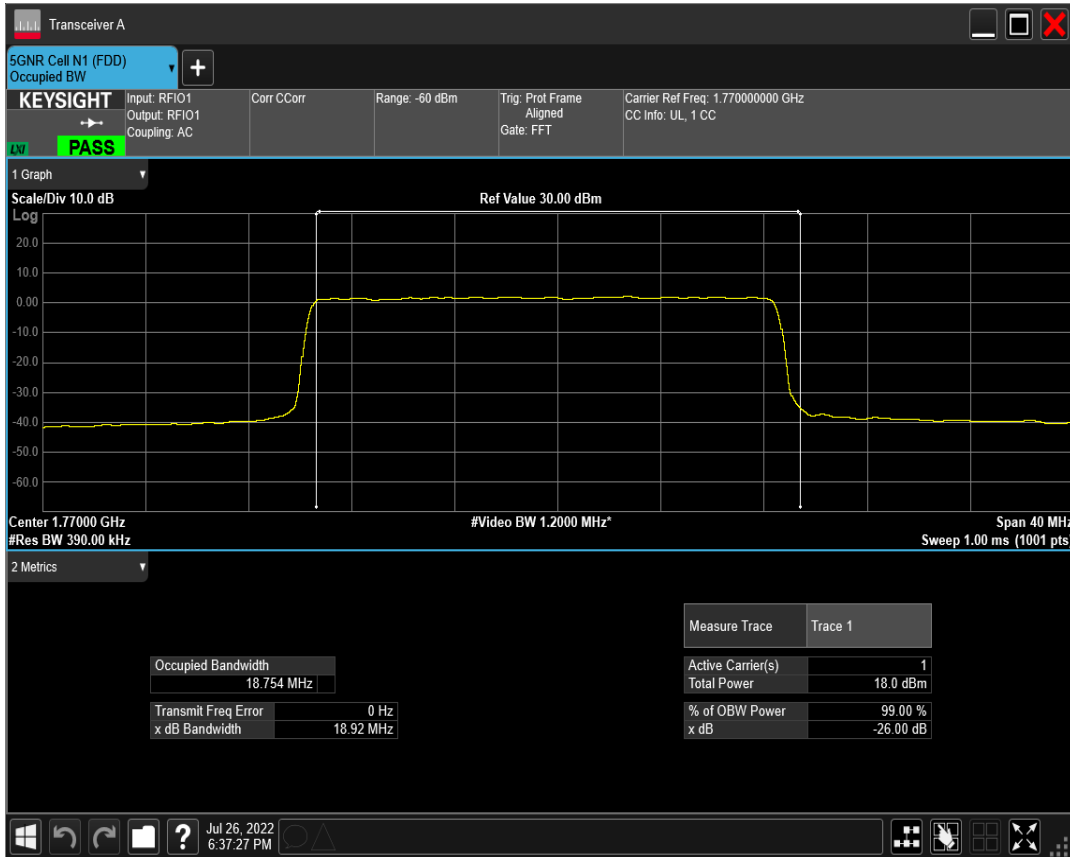 Transceiver A
5GNR Cell N1 (FDD)
Occupied BW
+
KEYSIGHT
LXI
PASS
Input: RFIO1
Output: RFIO1
Coupling: AC
Corr CCorr
Range: -60 dBm
Trig: Prot Frame
Aligned
Gate: FFT
Carrier Ref Freq: 1.770000000 GHz
CC Info: UL, 1 CC
1 Graph
Scale/Div 10.0 dB
Ref Value 30.00 dBm
Log
20.0
10.0
0.00
-10.0
-20.0
-30.0
-40.0
-50.0
-60.0
Center 1.77000 GHz
#Video BW 1.2000 MHz*
Span 40 MHz
#Res BW 390.00 kHz
Sweep 1.00 ms (1001 pts)
2 Metrics
Measure Trace Trace 1
Occupied Bandwidth
18.754 MHz
Active Carrier(s) 1
Total Power 18.0 dBm
Transmit Freq Error 0 Hz
x dB Bandwidth 18.92 MHz
% of OBW Power 99.00 %
x dB -26.00 dB
?
Jul 26, 2022
6:37:27 PM